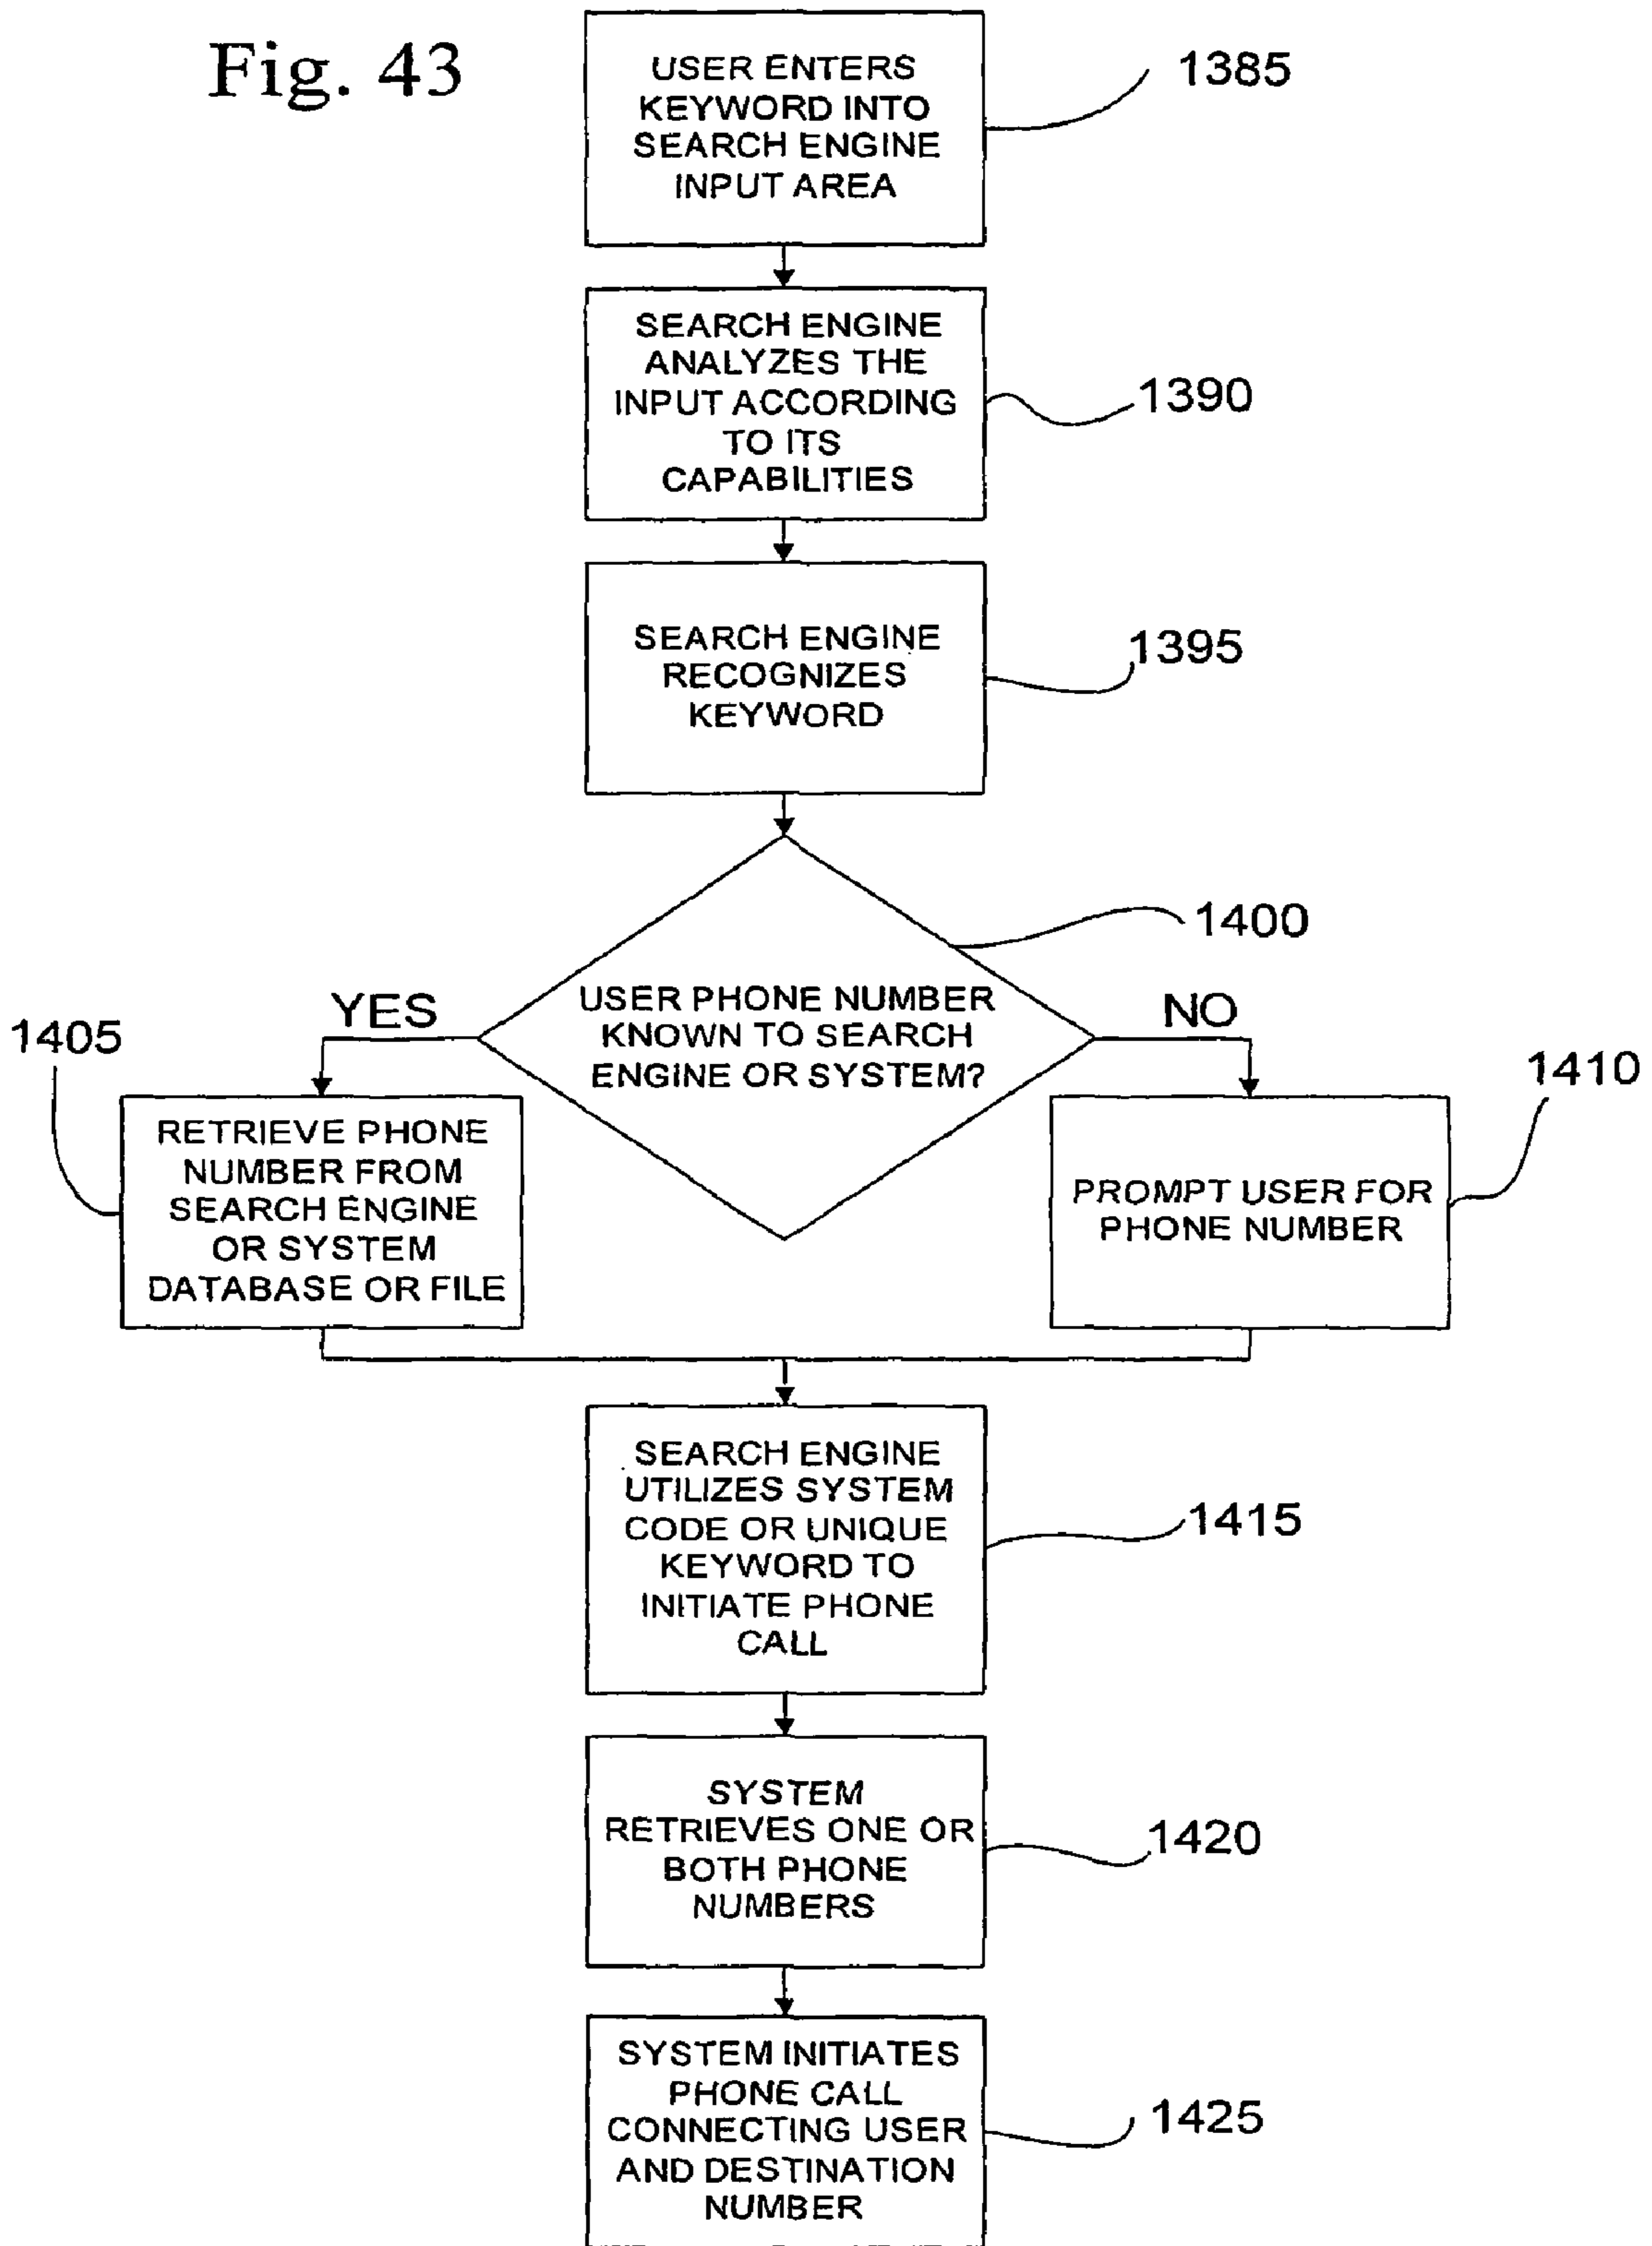 Fig. 43
USER ENTERS
KEYWORD INTO
SEARCH ENGINE
INPUT AREA
1385
SEARCH ENGINE
ANALYZES THE
INPUT ACCORDING
TO ITS
CAPABILITIES
1390
SEARCH ENGINE
RECOGNIZES
KEYWORD
1395
1400
USER PHONE NUMBER
KNOWN TO SEARCH
ENGINE OR SYSTEM?
YES
NO
1405
RETRIEVE PHONE
NUMBER FROM
SEARCH ENGINE
OR SYSTEM
DATABASE OR FILE
1410
PROMPT USER FOR
PHONE NUMBER
SEARCH ENGINE
UTILIZES SYSTEM
CODE OR UNIQUE
KEYWORD TO
INITIATE PHONE
CALL
1415
SYSTEM
RETRIEVES ONE OR
BOTH PHONE
NUMBERS
1420
SYSTEM INITIATES
PHONE CALL
CONNECTING USER
AND DESTINATION
NUMBER
1425